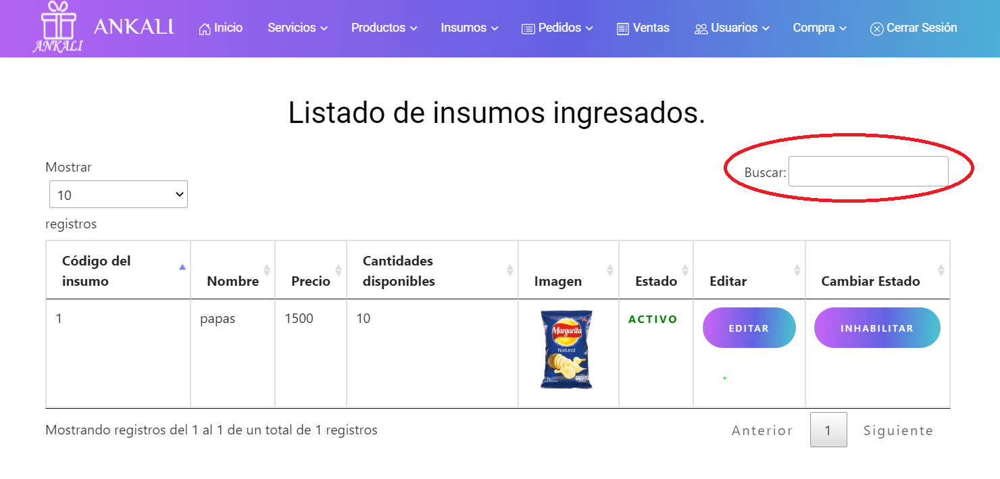 ANKALI
ANKALI Inicio Servicios Productos Insumos Pedidos Ventas Usuarios Compra Cerrar Sesión
Listado de insumos ingresados.
Mostrar
Buscar:
10
registros
Código del insumo Nombre Precio Cantidades disponibles Imagen Estado Editar Cambiar Estado
1 papas 1500 10 ACTIVO EDITAR INHABILITAR
Margarita
Natural
Mostrando registros del 1 al 1 de un total de 1 registros
Anterior 1 Siguiente